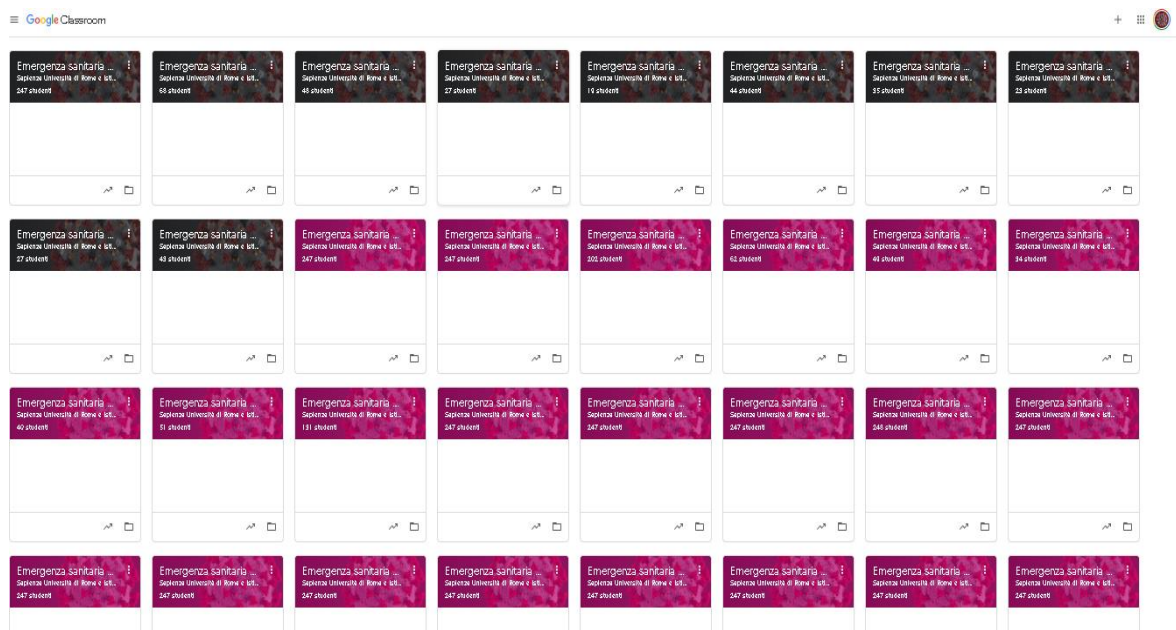 Google Classroom
Emergenza sanitaria ...
Sapienza Università di Roma e Isti...
247 studenti
Emergenza sanitaria ...
Sapienza Università di Roma e Isti...
68 studenti
Emergenza sanitaria ...
Sapienza Università di Roma e Isti...
48 studenti
Emergenza sanitaria ...
Sapienza Università di Roma e Isti...
27 studenti
Emergenza sanitaria ...
Sapienza Università di Roma e Isti...
19 studenti
Emergenza sanitaria ...
Sapienza Università di Roma e Isti...
44 studenti
Emergenza sanitaria ...
Sapienza Università di Roma e Isti...
35 studenti
Emergenza sanitaria ...
Sapienza Università di Roma e Isti...
23 studenti
Emergenza sanitaria ...
Sapienza Università di Roma e Isti...
27 studenti
Emergenza sanitaria ...
Sapienza Università di Roma e Isti...
43 studenti
Emergenza sanitaria ...
Sapienza Università di Roma e Isti...
247 studenti
Emergenza sanitaria ...
Sapienza Università di Roma e Isti...
247 studenti
Emergenza sanitaria ...
Sapienza Università di Roma e Isti...
202 studenti
Emergenza sanitaria ...
Sapienza Università di Roma e Isti...
62 studenti
Emergenza sanitaria ...
Sapienza Università di Roma e Isti...
studenti
Emergenza sanitaria ...
Sapienza Università di Roma e Isti...
34 studenti
Emergenza sanitaria ...
Sapienza Università di Roma e Isti...
40 studenti
Emergenza sanitaria ...
Sapienza Università di Roma e Isti...
51 studenti
Emergenza sanitaria ...
Sapienza Università di Roma e Isti...
131 studenti
Emergenza sanitaria ...
Sapienza Università di Roma e Isti...
247 studenti
Emergenza sanitaria ...
Sapienza Università di Roma e Isti...
247 studenti
Emergenza sanitaria ...
Sapienza Università di Roma e Isti...
247 studenti
Emergenza sanitaria ...
Sapienza Università di Roma e Isti...
248 studenti
Emergenza sanitaria ...
Sapienza Università di Roma e Isti...
247 studenti
Emergenza sanitaria ...
Sapienza Università di Roma e Isti...
247 studenti
Emergenza sanitaria ...
Sapienza Università di Roma e Isti...
247 studenti
Emergenza sanitaria ...
Sapienza Università di Roma e Isti...
247 studenti
Emergenza sanitaria ...
Sapienza Università di Roma e Isti...
247 studenti
Emergenza sanitaria ...
Sapienza Università di Roma e Isti...
247 studenti
Emergenza sanitaria ...
Sapienza Università di Roma e Isti...
247 studenti
Emergenza sanitaria ...
Sapienza Università di Roma e Isti...
247 studenti
Emergenza sanitaria ...
Sapienza Università di Roma e Isti...
247 studenti